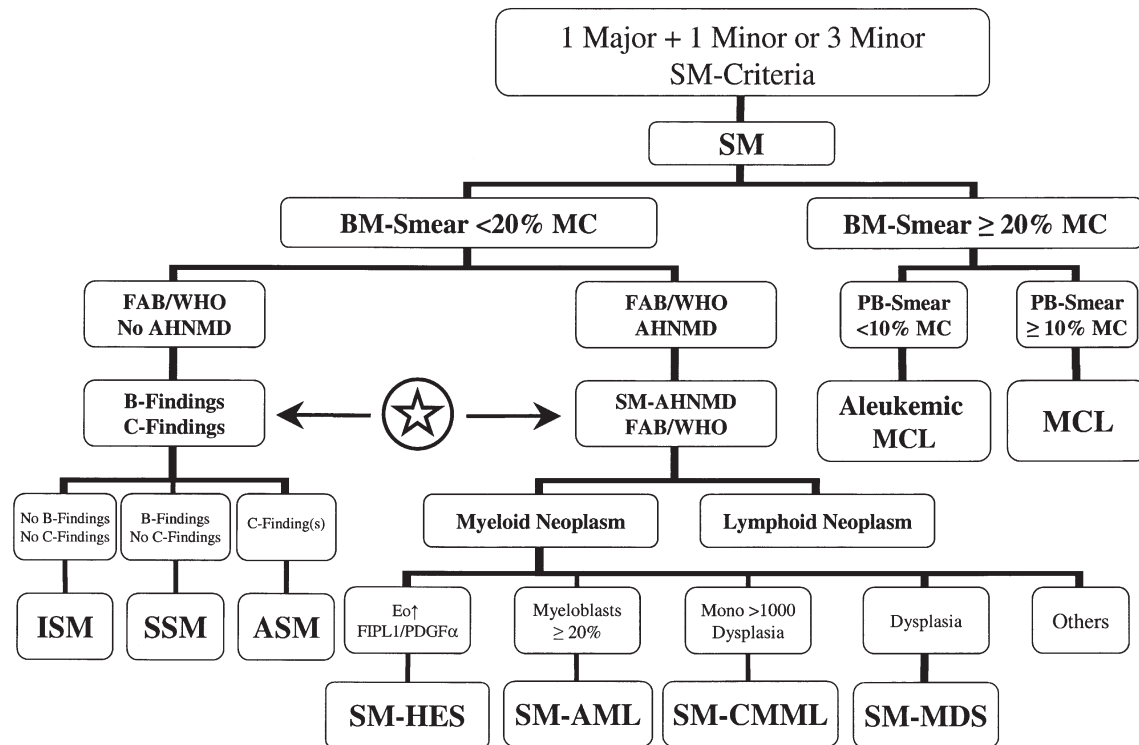 1 Major + 1 Minor or 3 Minor
SM-Criteria
SM
BM-Smear <20% MC
BM-Smear ≥ 20% MC
FAB/WHO
No AHNMD
FAB/WHO
AHNMD
PB-Smear
<10% MC
PB-Smear
≥ 10% MC
B-Findings
C-Findings
SM-AHNMD
FAB/WHO
Aleukemic
MCL
MCL
No B-Findings
No C-Findings
B-Findings
No C-Findings
C-Finding(s)
Myeloid Neoplasm
Lymphoid Neoplasm
ISM
SSM
ASM
Eo↑
FIPL1/PDGFα
Myeloblasts
≥ 20%
Mono >1000
Dysplasia
Dysplasia
Others
SM-HES
SM-AML
SM-CMML
SM-MDS